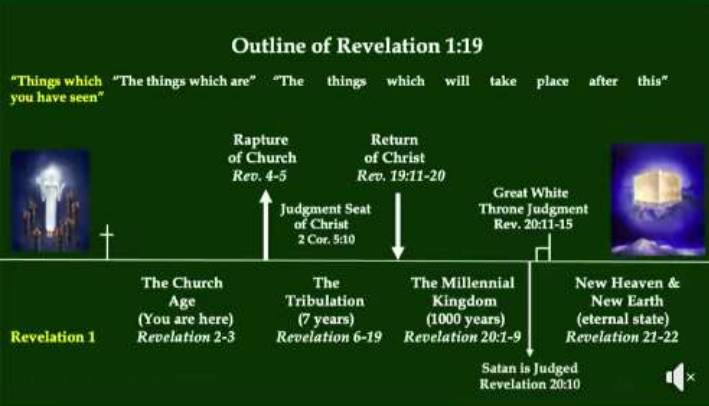 Outline of Revelation 1:19
"Things which
you have seen"
"The things which are"
"The things which will take place after this"
Rapture
of Church
Rev. 4-5
Return
of Christ
Rev. 19:11-20
Judgment Seat
of Christ
2 Cor. 5:10
Great White
Throne Judgment
Rev. 20:11-15
Revelation 1
The Church
Age
(You are here)
Revelation 2-3
The
Tribulation
(7 years)
Revelation 6-19
The Millennial
Kingdom
(1000 years)
Revelation 20:1-9
New Heaven &
New Earth
(eternal state)
Revelation 21-22
Satan is Judged
Revelation 20:10